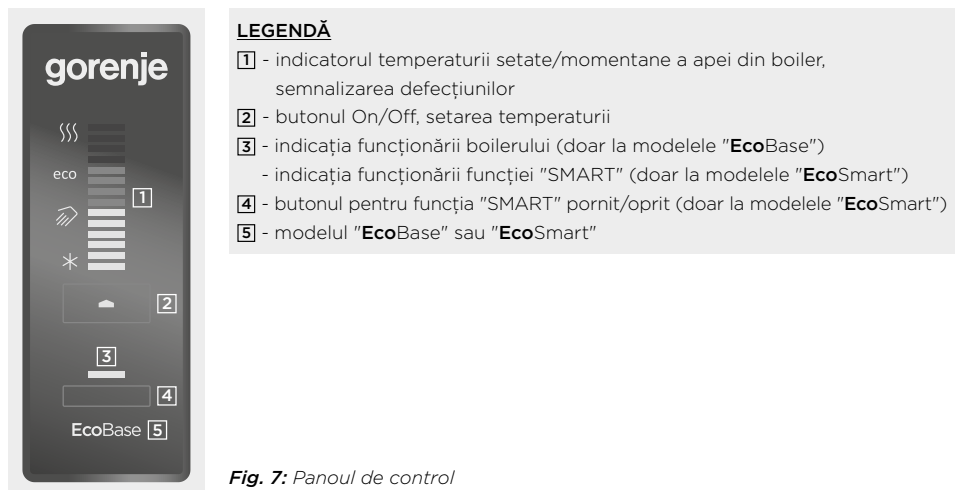 gorenje
eco
1
2
3
4
EcoBase 5
LEGENDĂ
1 - indicatorul temperaturii setate/momentane a apei din boiler,
semnalizarea defecțiunilor
2 - butonul On/Off, setarea temperaturii
3 - indicația funcționării boilerului (doar la modelele "EcoBase")
- indicația funcționării funcției "SMART" (doar la modelele "EcoSmart")
4 - butonul pentru funcția "SMART" pornit/oprit (doar la modelele "EcoSmart")
5 - modelul "EcoBase" sau "EcoSmart"
Fig. 7: Panoul de control